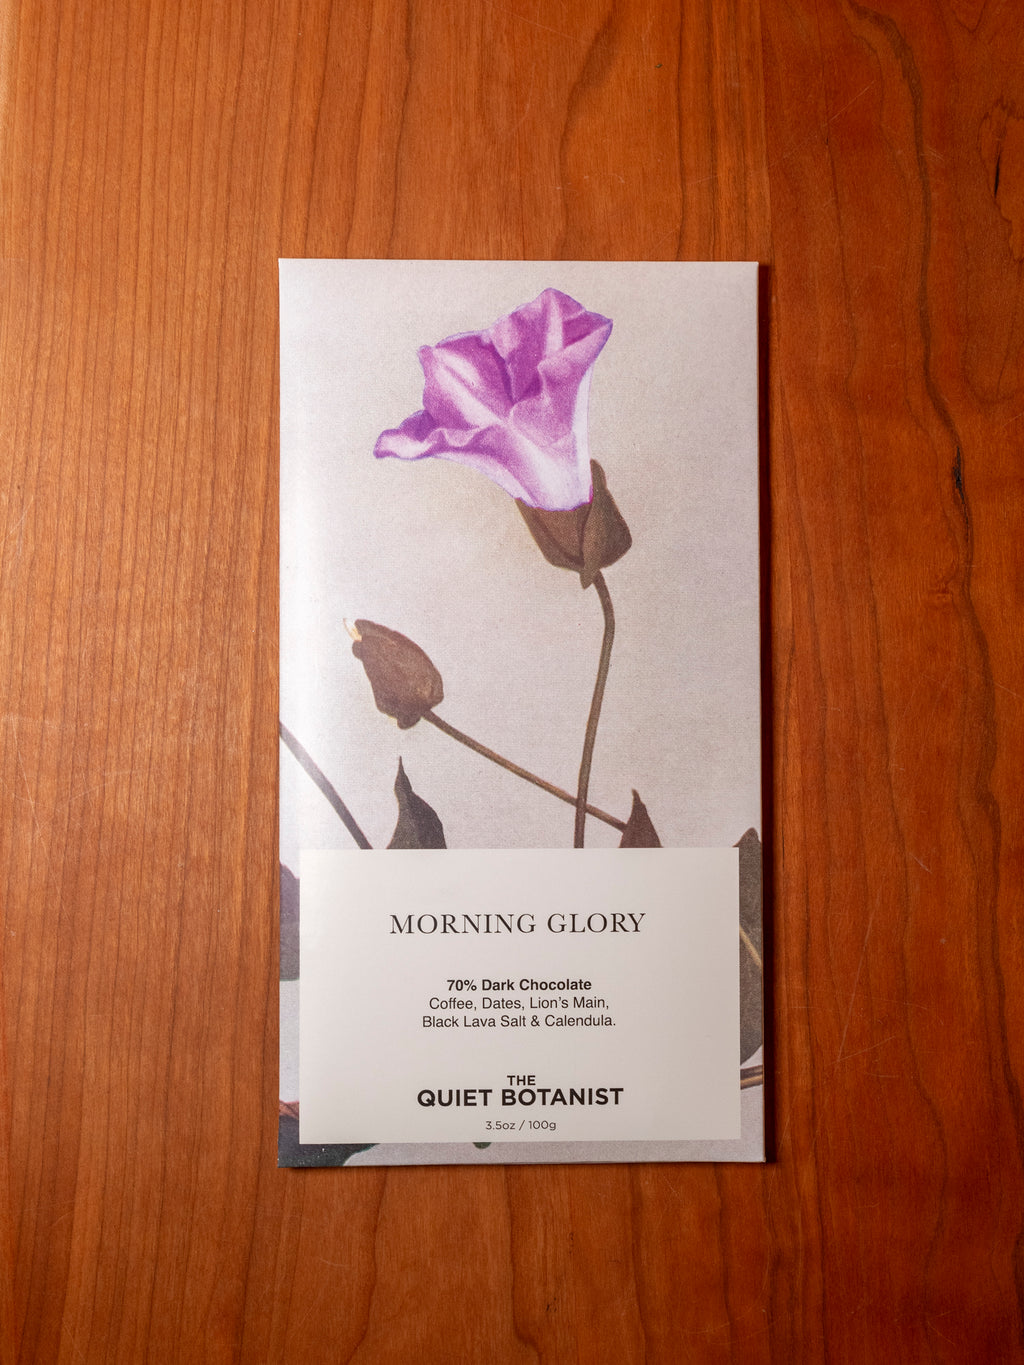 MORNING GLORY
70% Dark Chocolate
Coffee, Dates, Lion's Main,
Black Lava Salt & Calendula.
THE
QUIET BOTANIST
3.5oz / 100g